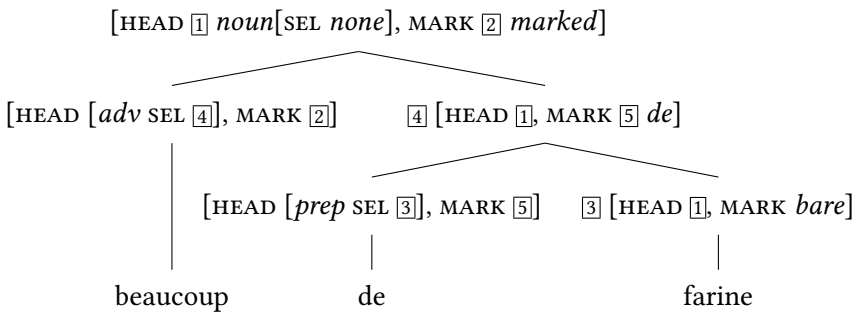 [HEAD 1 noun[SEL none], MARK 2 marked]
[HEAD [adv SEL 4], MARK 2] 4 [HEAD 1, MARK 5 de]
[HEAD [prep SEL 3], MARK 5] 3 [HEAD 1, MARK bare]
beaucoup de farine